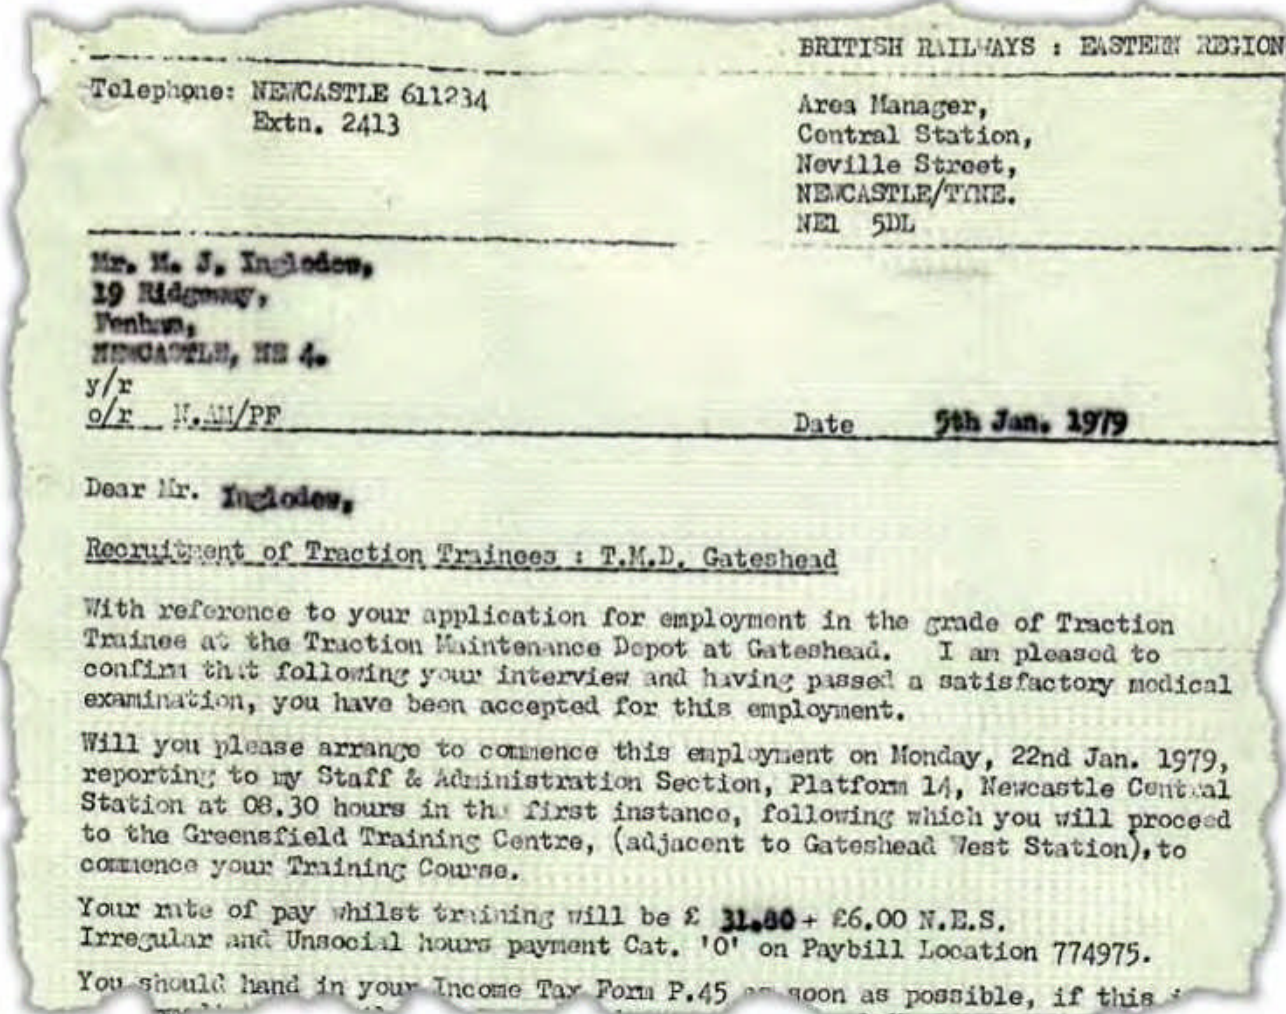 BRITISH RAILWAYS : EASTERN REGION
Telephone: NEWCASTLE 611234
Extn. 2413
Area Manager,
Central Station,
Neville Street,
NEWCASTLE/TYNE.
NE1 5DL
Mr. M. J. Ingledew,
19 Ridgeway,
Fenham,
NEWCASTLE, NE 4.
y/r
o/r N.AM/PF
Date 5th Jan. 1979
Dear Mr. Ingledew,
Recruitment of Traction Trainees : T.M.D. Gateshead
With reference to your application for employment in the grade of Traction
Trainee at the Traction Maintenance Depot at Gateshead. I am pleased to
confirm that following your interview and having passed a satisfactory medical
examination, you have been accepted for this employment.
Will you please arrange to commence this employment on Monday, 22nd Jan. 1979,
reporting to my Staff & Administration Section, Platform 14, Newcastle Central
Station at 08.30 hours in the first instance, following which you will proceed
to the Greensfield Training Centre, (adjacent to Gateshead West Station), to
commence your Training Course.
Your rate of pay whilst training will be £ 31.80 + £6.00 N.E.S.
Irregular and Unsocial hours payment Cat. 'O' on Paybill Location 774975.
You should hand in your Income Tax Form P.45 as soon as possible, if this